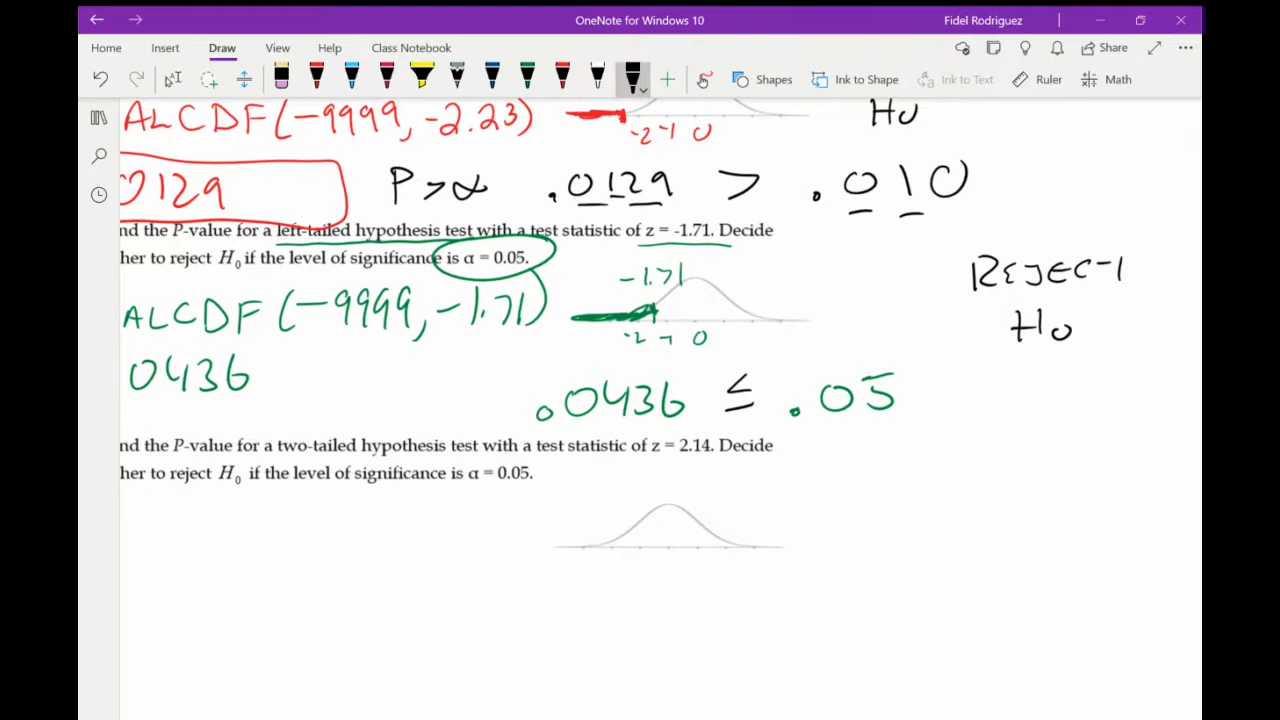 OneNote for Windows 10
Fidel Rodriguez
Home Insert Draw View Help Class Notebook Share
Shapes Ink to Shape Ink to Text Ruler Math
ALCDF(-9999, -2.23)
-2 -1 0
Ho
0129
P > α .0129 > .010
nd the P-value for a left-tailed hypothesis test with a test statistic of z = -1.71. Decide
her to reject H0 if the level of significance is α = 0.05.
-1.71
REJECT
Ho
ALCDF(-9999, -1.71)
-2 -1 0
0436
.0436 ≤ .05
nd the P-value for a two-tailed hypothesis test with a test statistic of z = 2.14. Decide
her to reject H0 if the level of significance is α = 0.05.